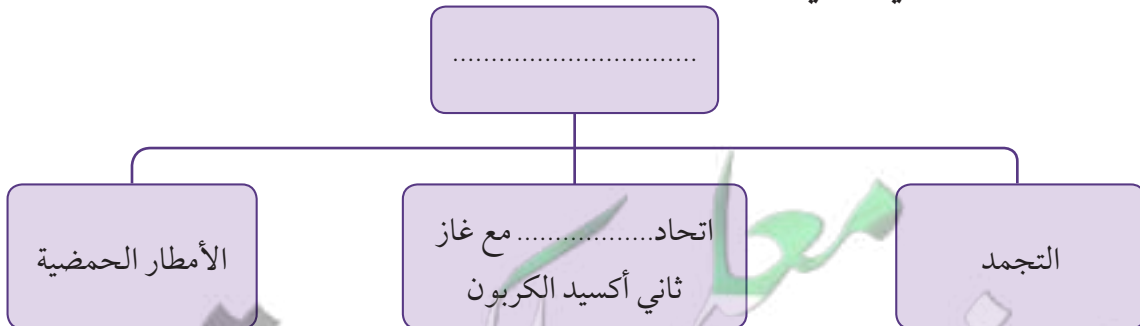 ..............................
التجمد
اتحاد................. مع غاز
ثاني أكسيد الكربون
الأمطار الحمضية